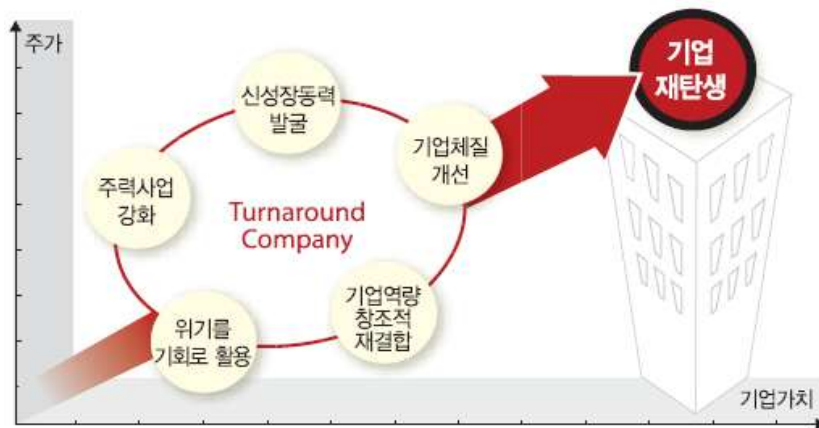 주가
기업
재탄생
신성장동력
발굴
기업체질
개선
주력사업
강화
Turnaround
Company
기업역량
창조적
재결합
위기를
기회로 활용
기업가치